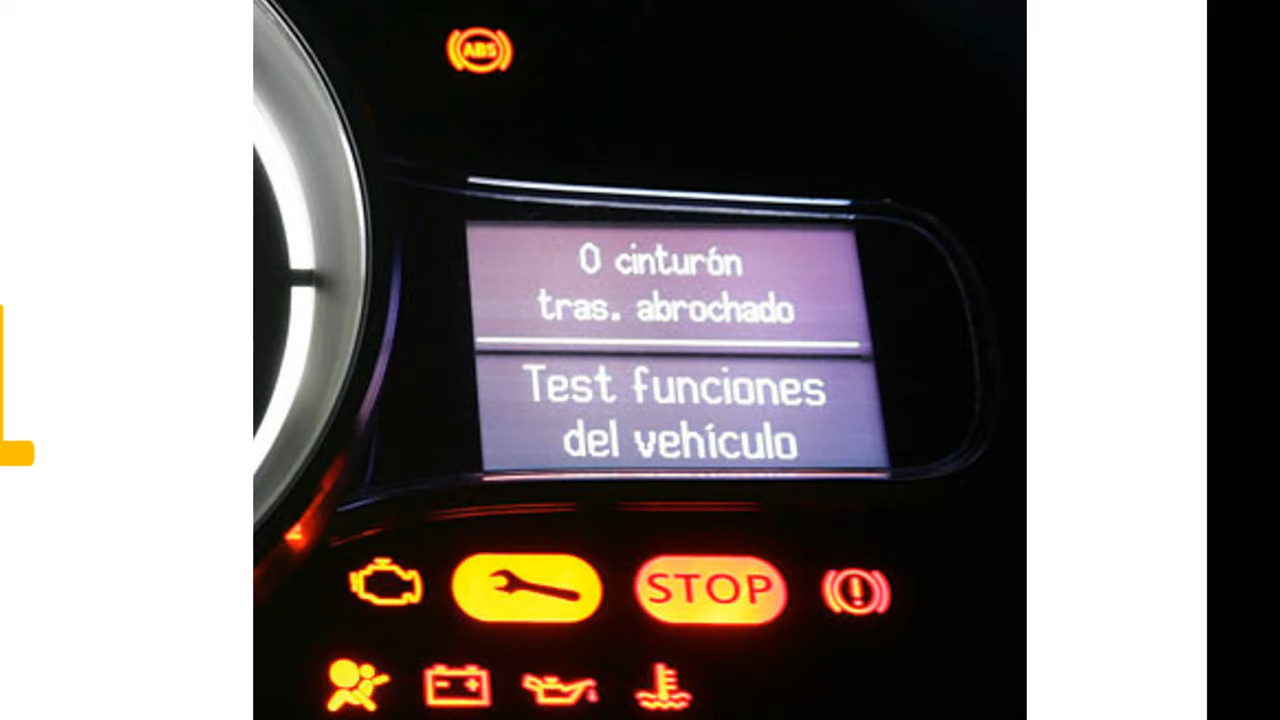 ABS
0 cinturón
tras. abrochado
Test funciones
del vehículo
STOP